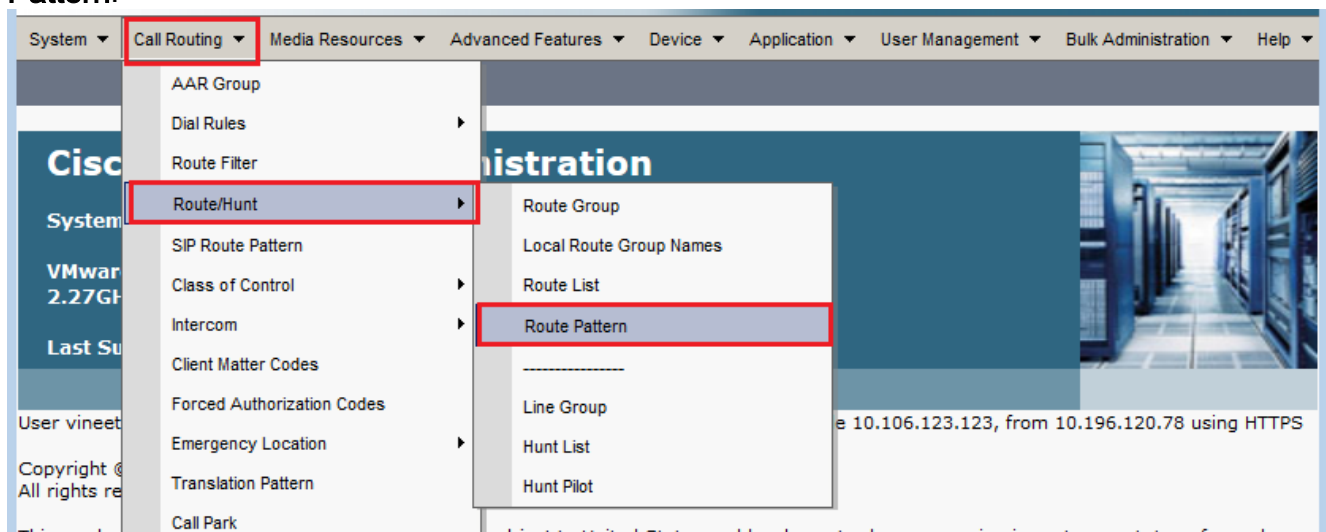 Pattern.
System Call Routing Media Resources Advanced Features Device Application User Management Bulk Administration Help
AAR Group
Dial Rules
Route Filter
Route/Hunt
SIP Route Pattern
Class of Control
Intercom
Client Matter Codes
Forced Authorization Codes
Emergency Location
Translation Pattern
Call Park
Route Group
Local Route Group Names
Route List
Route Pattern
----------------
Line Group
Hunt List
Hunt Pilot
Cisc nistration
System
VMwar
2.27GH
Last Su
User vineet e 10.106.123.123, from 10.196.120.78 using HTTPS
Copyright ©
All rights re